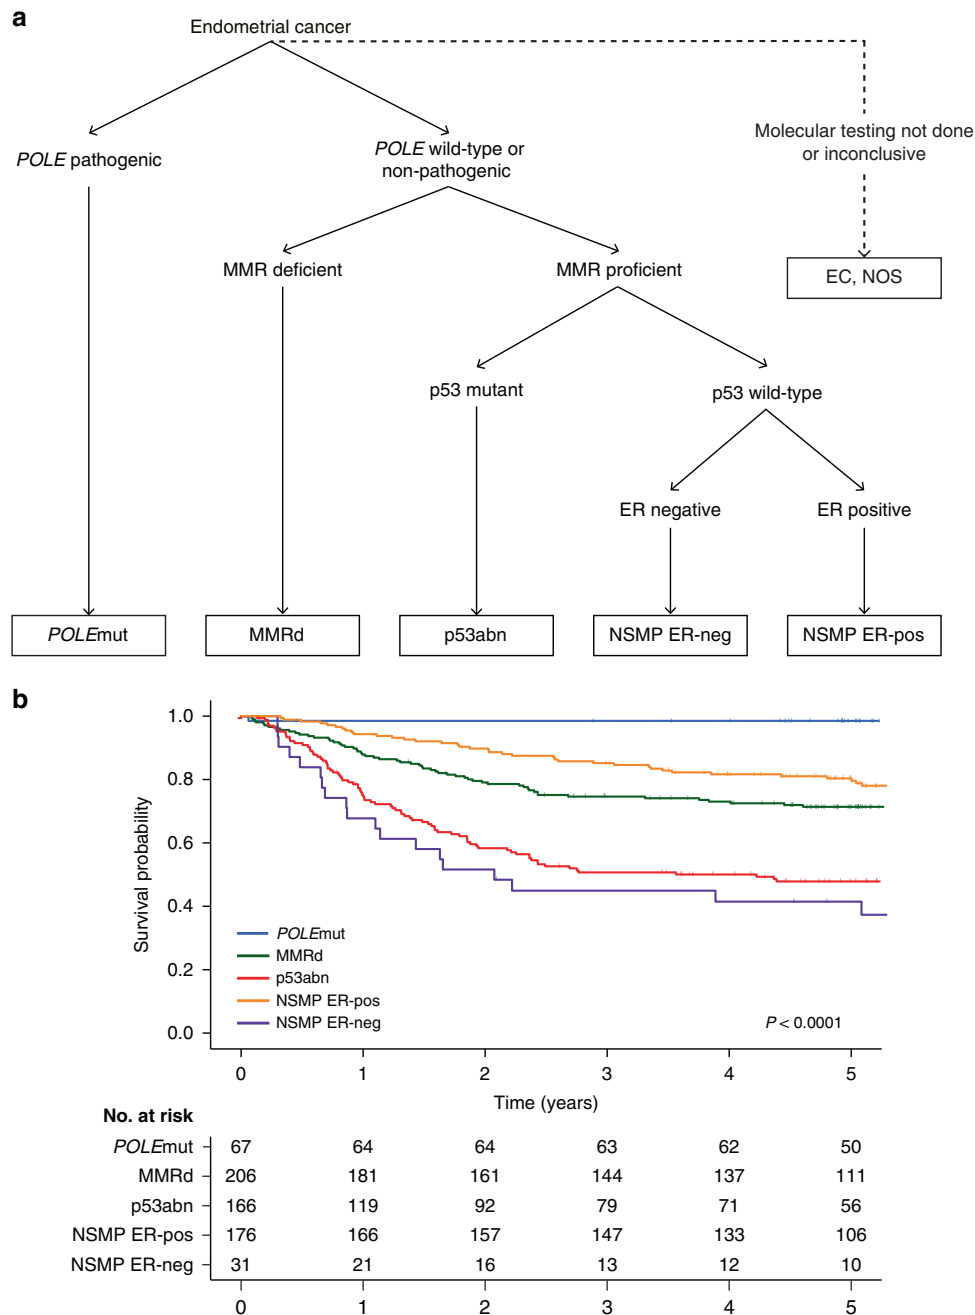 a
Endometrial cancer
Molecular testing not done
or inconclusive
POLE pathogenic
POLE wild-type or
non-pathogenic
MMR deficient
MMR proficient
EC, NOS
p53 mutant
p53 wild-type
ER negative
ER positive
POLEmut
MMRd
p53abn
NSMP ER-neg
NSMP ER-pos
b
Survival probability
1.0
0.8
0.6
0.4
0.2
0.0
POLEmut
MMRd
p53abn
NSMP ER-pos
NSMP ER-neg
P < 0.0001
0 1 2 3 4 5
Time (years)
No. at risk
POLEmut 67 64 64 63 62 50
MMRd 206 181 161 144 137 111
p53abn 166 119 92 79 71 56
NSMP ER-pos 176 166 157 147 133 106
NSMP ER-neg 31 21 16 13 12 10
0 1 2 3 4 5